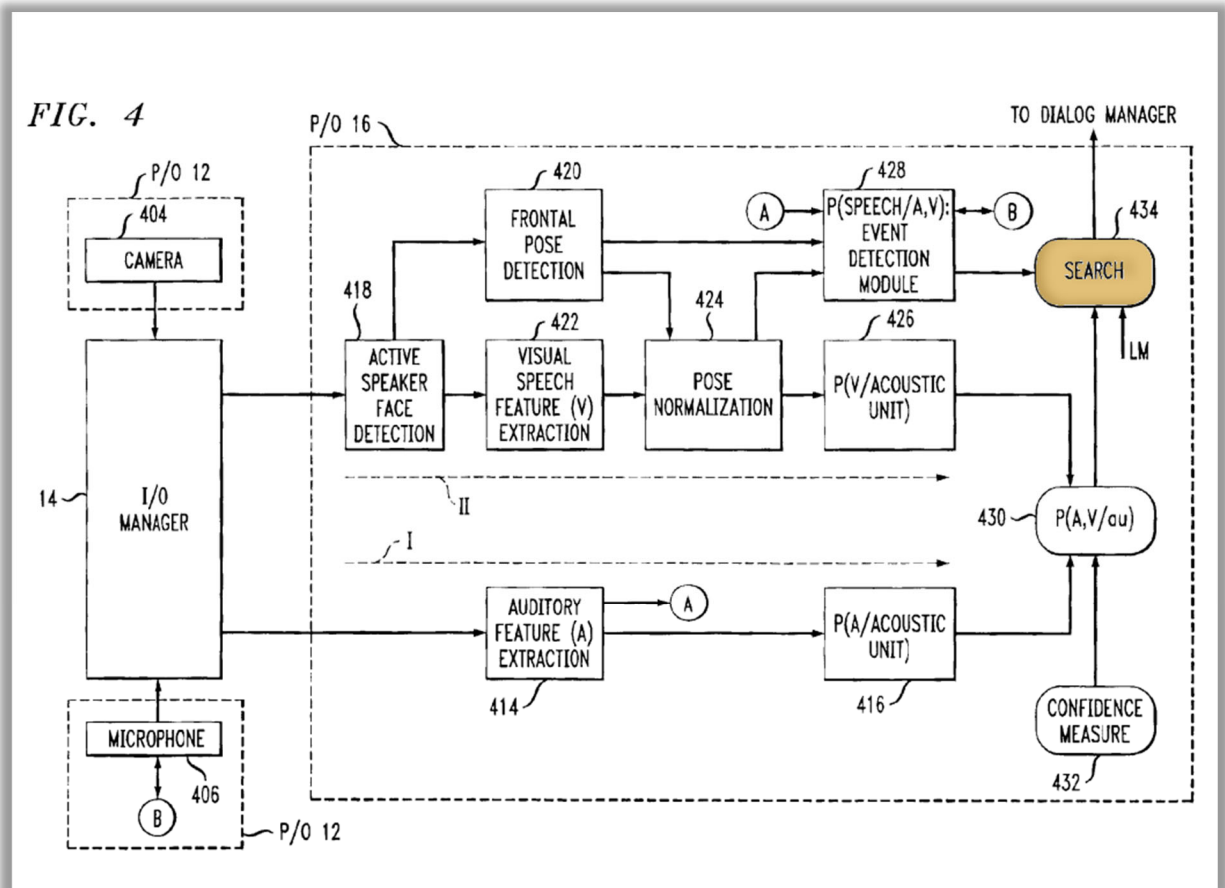 FIG. 4
TO DIALOG MANAGER
P/O 16
P/O 12
404
CAMERA
420
FRONTAL
POSE
DETECTION
A
428
P(SPEECH/A,V):
EVENT
DETECTION
MODULE
B
434
SEARCH
LM
418
ACTIVE
SPEAKER
FACE
DETECTION
422
VISUAL
SPEECH
FEATURE (V)
EXTRACTION
424
POSE
NORMALIZATION
426
P(V/ACOUSTIC
UNIT)
14
I/O
MANAGER
II
I
430
P(A,V/au)
AUDITORY
FEATURE (A)
EXTRACTION
414
A
P(A/ACOUSTIC
UNIT)
416
CONFIDENCE
MEASURE
432
MICROPHONE
406
B
P/O 12